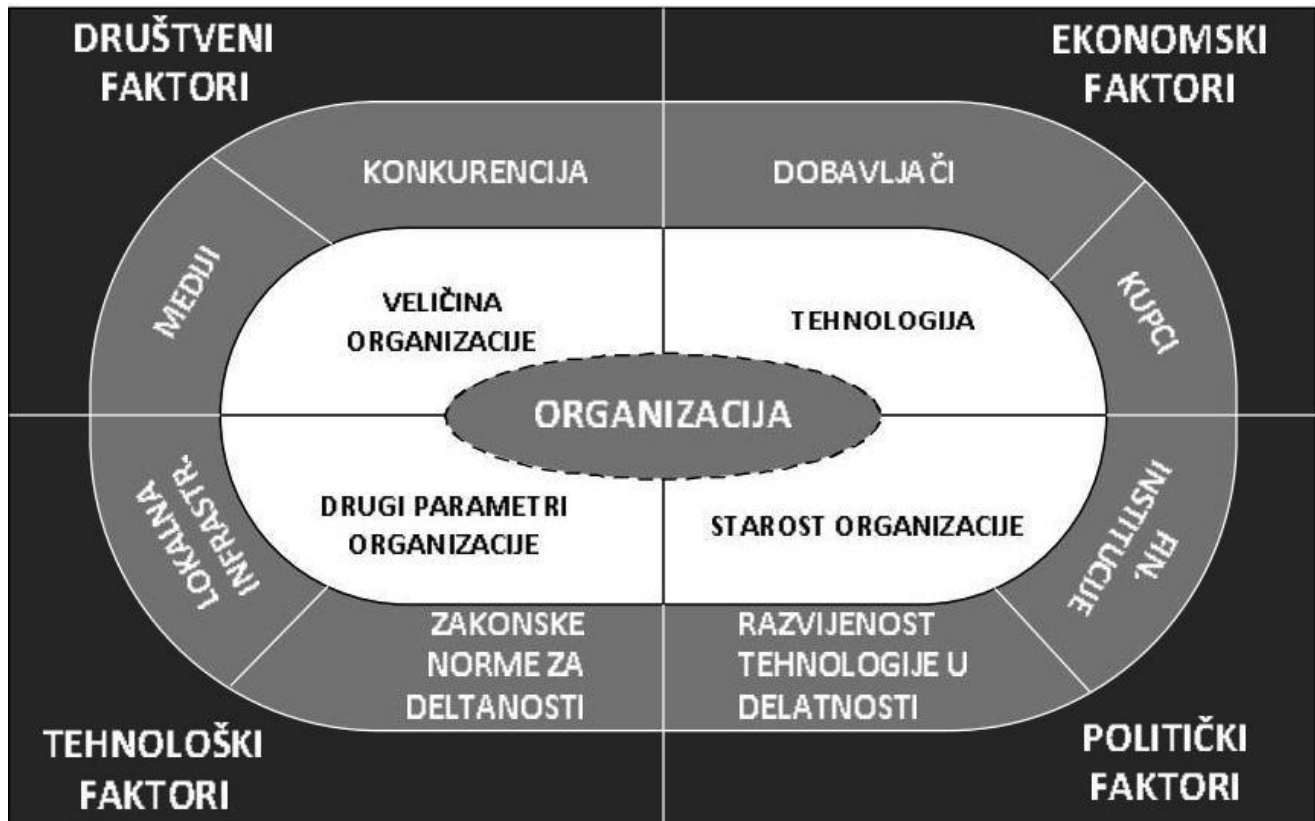 DRUŠTVENI
FAKTORI
EKONOMSKI
FAKTORI
KONKURENCIJA
DOBAVLJAČI
MEDIJI
KUPCI
VELIČINA
ORGANIZACIJE
TEHNOLOGIJA
ORGANIZACIJA
DRUGI PARAMETRI
ORGANIZACIJE
STAROST ORGANIZACIJE
LOKALNA
INFRASTR.
FIN.
INSTITUCIJE
ZAKONSKE
NORME ZA
DELTANOSTI
RAZVIJENOST
TEHNOLOGIJE U
DELATNOSTI
TEHNOLOŠKI
FAKTORI
POLITIČKI
FAKTORI